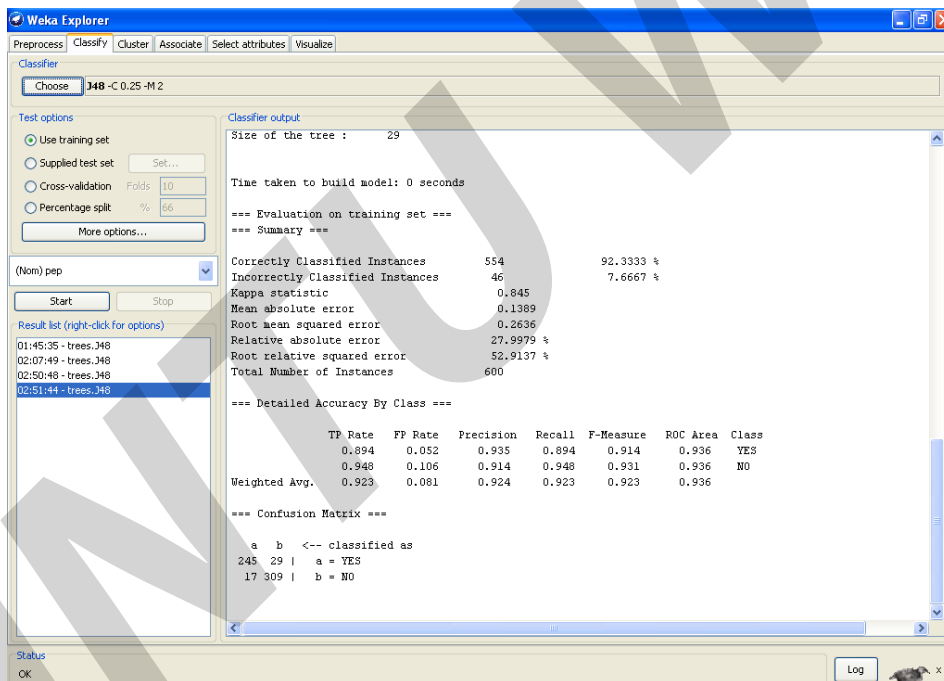 Weka Explorer
Preprocess Classify Cluster Associate Select attributes Visualize
Classifier
Choose J48 -C 0.25 -M 2
Test options
Use training set
Supplied test set Set...
Cross-validation Folds 10
Percentage split % 66
More options...
(Nom) pep
Start Stop
Result list (right-click for options)
01:45:35 - trees.J48
02:07:49 - trees.J48
02:50:48 - trees.J48
02:51:44 - trees.J48
Classifier output
Size of the tree : 29
Time taken to build model: 0 seconds
=== Evaluation on training set ===
=== Summary ===
Correctly Classified Instances 554 92.3333 %
Incorrectly Classified Instances 46 7.6667 %
Kappa statistic 0.845
Mean absolute error 0.1389
Root mean squared error 0.2636
Relative absolute error 27.9979 %
Root relative squared error 52.9137 %
Total Number of Instances 600
=== Detailed Accuracy By Class ===
TP Rate FP Rate Precision Recall F-Measure ROC Area Class
0.894 0.052 0.935 0.894 0.914 0.936 YES
0.948 0.106 0.914 0.948 0.931 0.936 NO
Weighted Avg. 0.923 0.081 0.924 0.923 0.923 0.936
=== Confusion Matrix ===
a b <-- classified as
245 29 | a = YES
17 309 | b = NO
Status
OK
Log
x 
NTU W